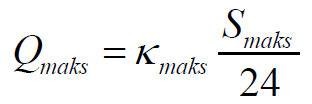 Q_maks = κ_maks S_maks / 24